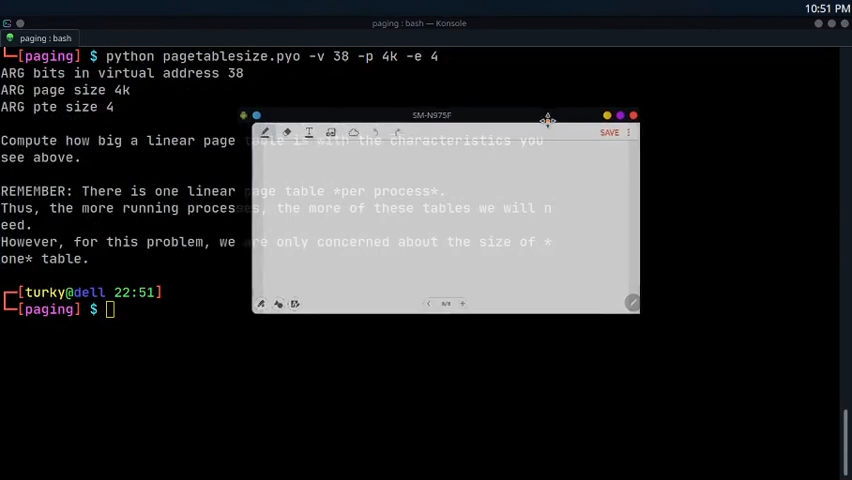 10:51 PM
paging : bash — Konsole
paging : bash
[paging] $ python pagetablesize.pyo -v 38 -p 4k -e 4
ARG bits in virtual address 38
ARG page size 4k
ARG pte size 4
SM-N975F
SAVE
Compute how big a linear page table is with the characteristics you
see above.
REMEMBER: There is one linear page table *per process*.
Thus, the more running processes, the more of these tables we will n
eed.
However, for this problem, we are only concerned about the size of *
one* table.
[turky@dell 22:51]
[paging] $